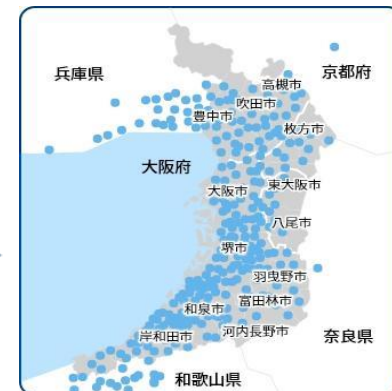 兵庫県
京都府
高槻市
吹田市
豊中市
枚方市
大阪府
大阪市
東大阪市
八尾市
堺市
羽曳野市
和泉市
富田林市
岸和田市
河内長野市
奈良県
和歌山県